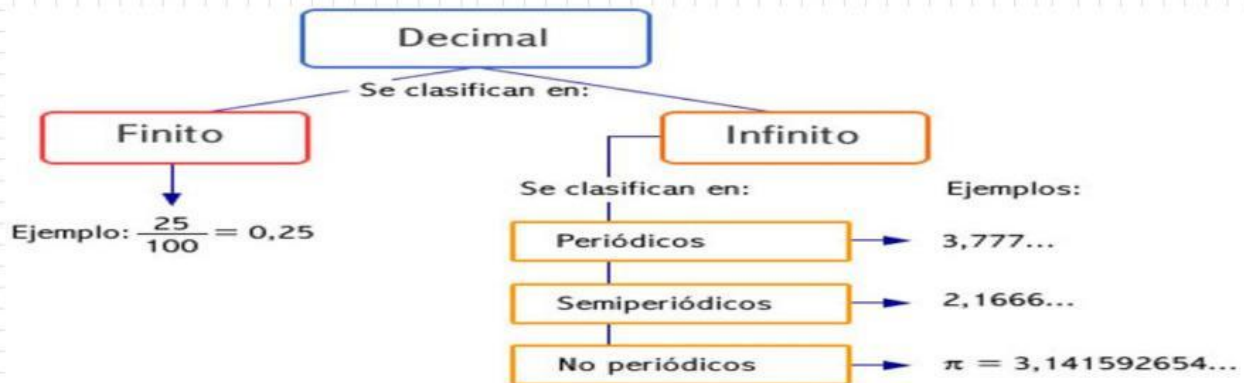 Decimal
Se clasifican en:
Finito
Infinito
Ejemplo: 25/100 = 0,25
Se clasifican en:
Ejemplos:
Periódicos
3,777...
Semiperiódicos
2,1666...
No periódicos
π = 3,141592654...